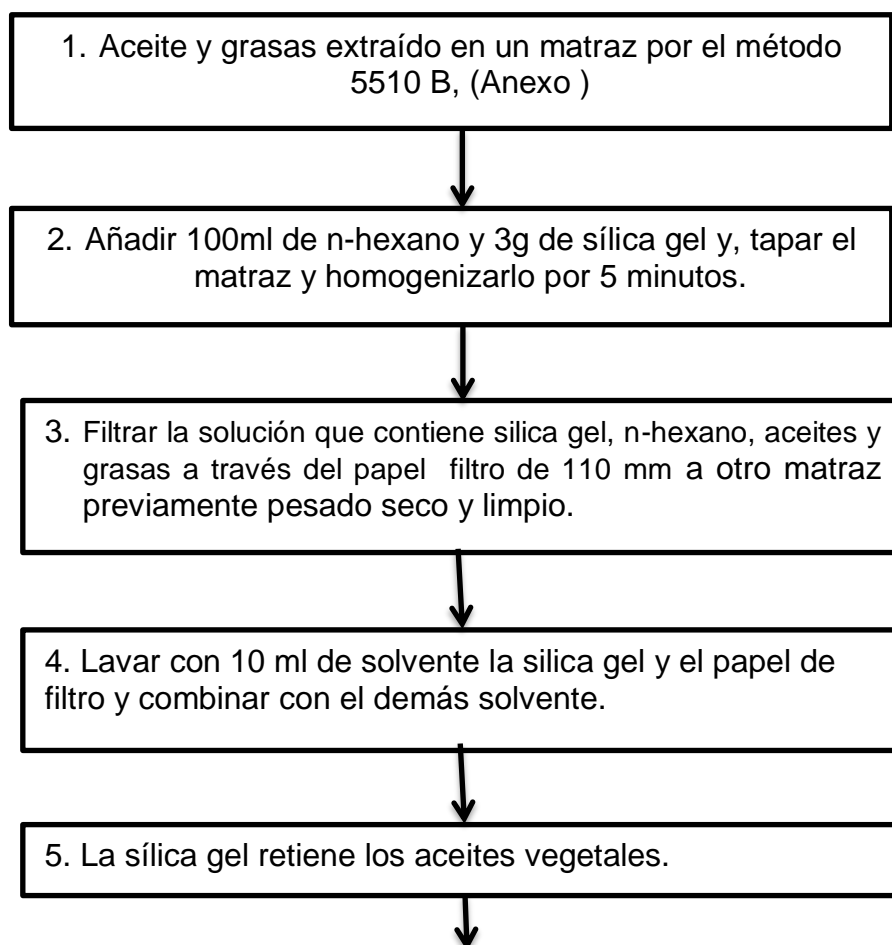 1. Aceite y grasas extraído en un matraz por el método
5510 B, (Anexo )
2. Añadir 100ml de n-hexano y 3g de sílica gel y, tapar el
matraz y homogenizarlo por 5 minutos.
3. Filtrar la solución que contiene silica gel, n-hexano, aceites y
grasas a través del papel filtro de 110 mm a otro matraz
previamente pesado seco y limpio.
4. Lavar con 10 ml de solvente la silica gel y el papel de
filtro y combinar con el demás solvente.
5. La sílica gel retiene los aceites vegetales.